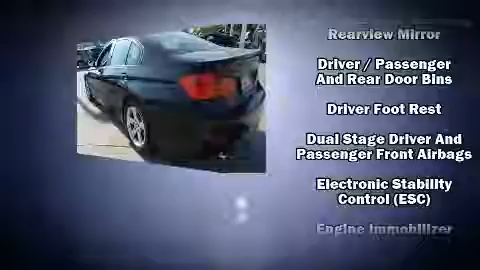 Rearview Mirror
Driver / Passenger
And Rear Door Bins
Driver Foot Rest
Dual Stage Driver And
Passenger Front Airbags
Electronic Stability
Control (ESC)
Engine Immobilizer